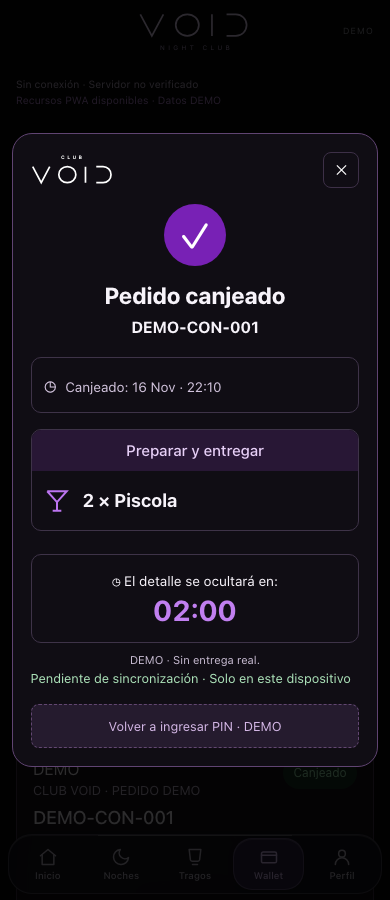 VOID
NIGHT CLUB
DEMO
Sin conexión · Servidor no verificado
Recursos PWA disponibles · Datos DEMO
CLUB
VOID
Pedido canjeado
DEMO-CON-001
Canjeado: 16 Nov · 22:10
Preparar y entregar
2 × Piscola
El detalle se ocultará en:
02:00
DEMO · Sin entrega real.
Pendiente de sincronización · Solo en este dispositivo
Volver a ingresar PIN · DEMO
DEMO
Canjeado
CLUB VOID · PEDIDO DEMO
DEMO-CON-001
Inicio
Noches
Tragos
Wallet
Perfil